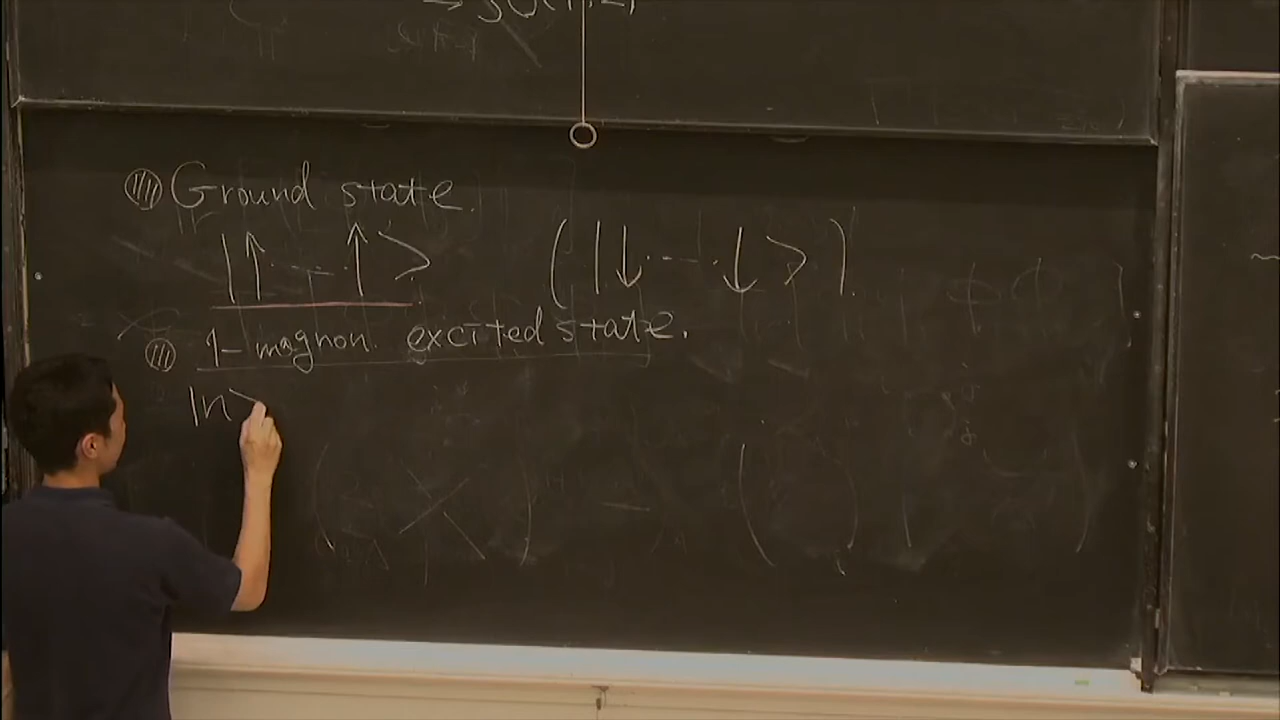 Ground state.
|↑ ----- ↑> ( |↓ ----- ↓> ).
1-magnon excited state.
|n>